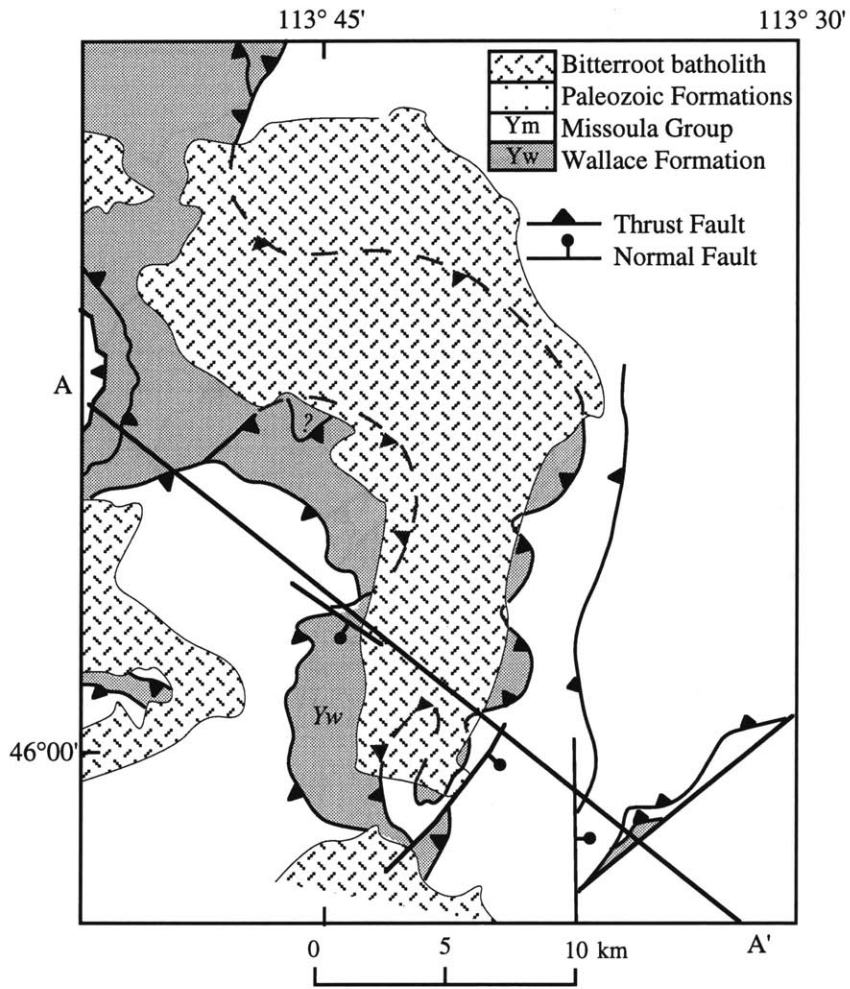 113° 45'
113° 30'
Bitterroot batholith
Paleozoic Formations
Ym Missoula Group
Yw Wallace Formation
Thrust Fault
Normal Fault
A
?
Yw
46°00'
A'
0 5 10 km